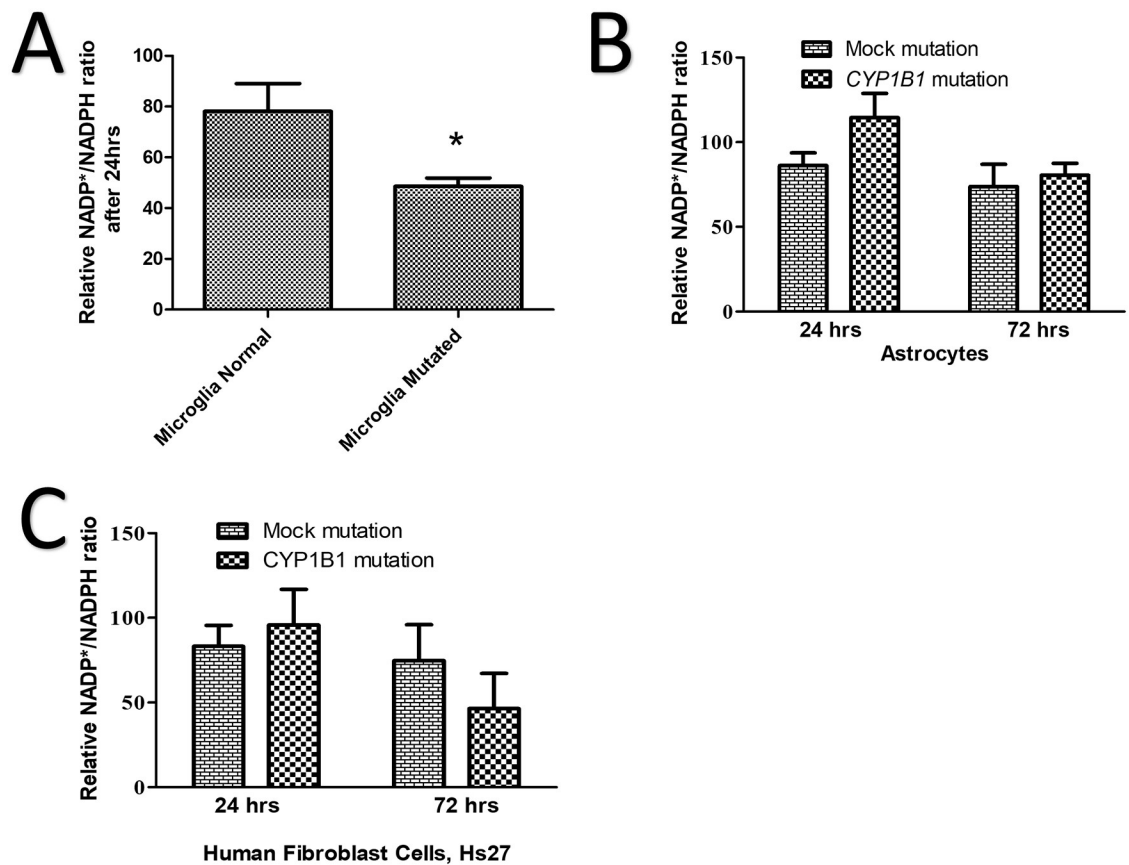 A
Relative NADP*/NADPH ratio
after 24hrs
100
80
60
40
20
0
*
Microglia Normal
Microglia Mutated
B
Mock mutation
CYP1B1 mutation
Relative NADP*/NADPH ratio
150
100
50
0
24 hrs
72 hrs
Astrocytes
C
Mock mutation
CYP1B1 mutation
Relative NADP*/NADPH ratio
150
100
50
0
24 hrs
72 hrs
Human Fibroblast Cells, Hs27